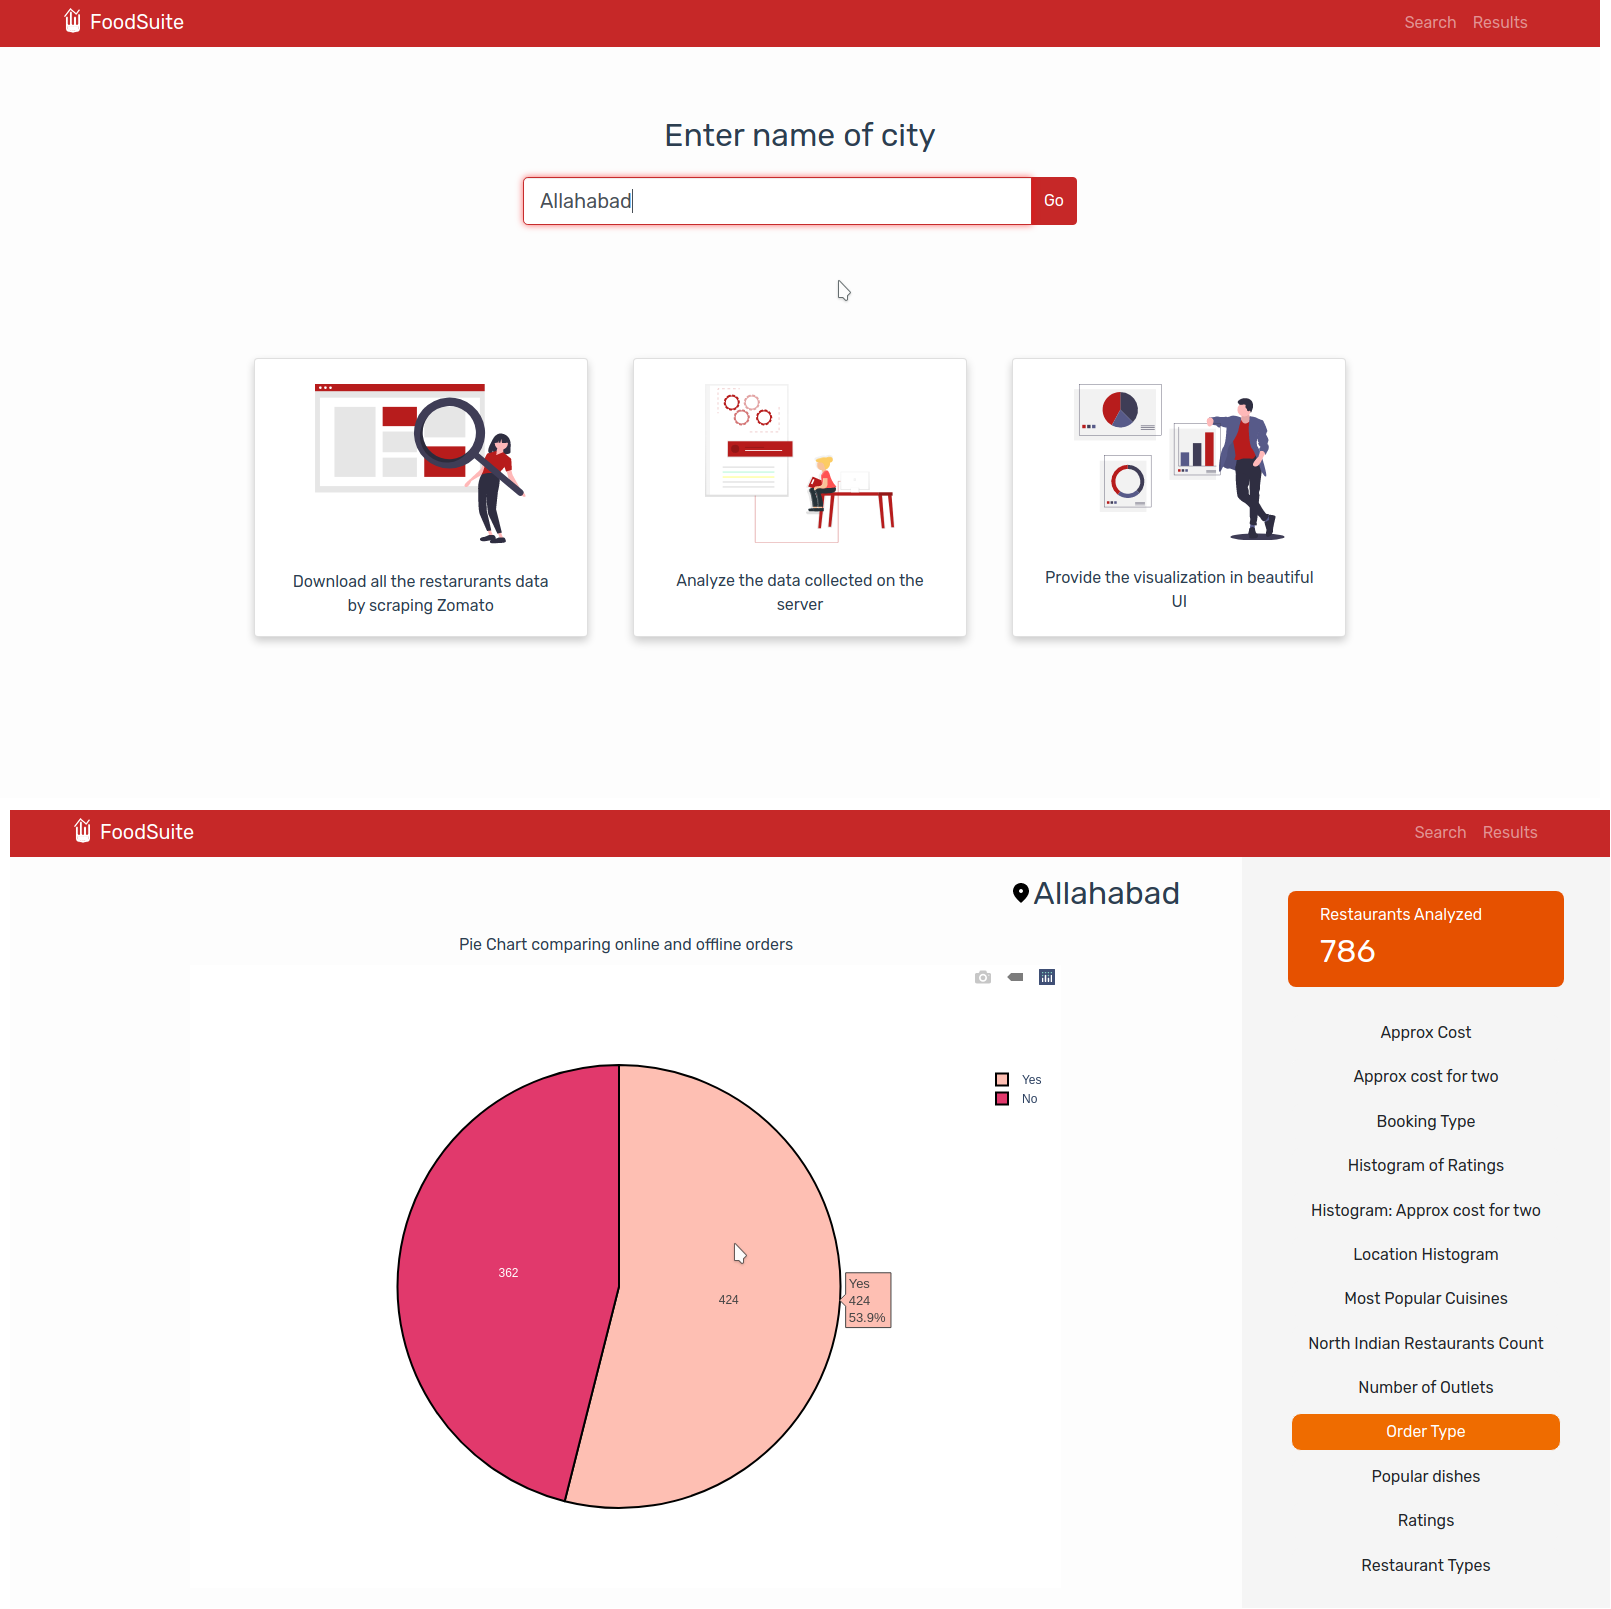 FoodSuite
Search Results
Enter name of city
Allahabad
Go
Download all the restarurants data
by scraping Zomato
Analyze the data collected on the
server
Provide the visualization in beautiful
UI
FoodSuite
Search Results
Allahabad
Pie Chart comparing online and offline orders
Yes
No
362
424
Yes
424
53.9%
Restaurants Analyzed
786
Approx Cost
Approx cost for two
Booking Type
Histogram of Ratings
Histogram: Approx cost for two
Location Histogram
Most Popular Cuisines
North Indian Restaurants Count
Number of Outlets
Order Type
Popular dishes
Ratings
Restaurant Types